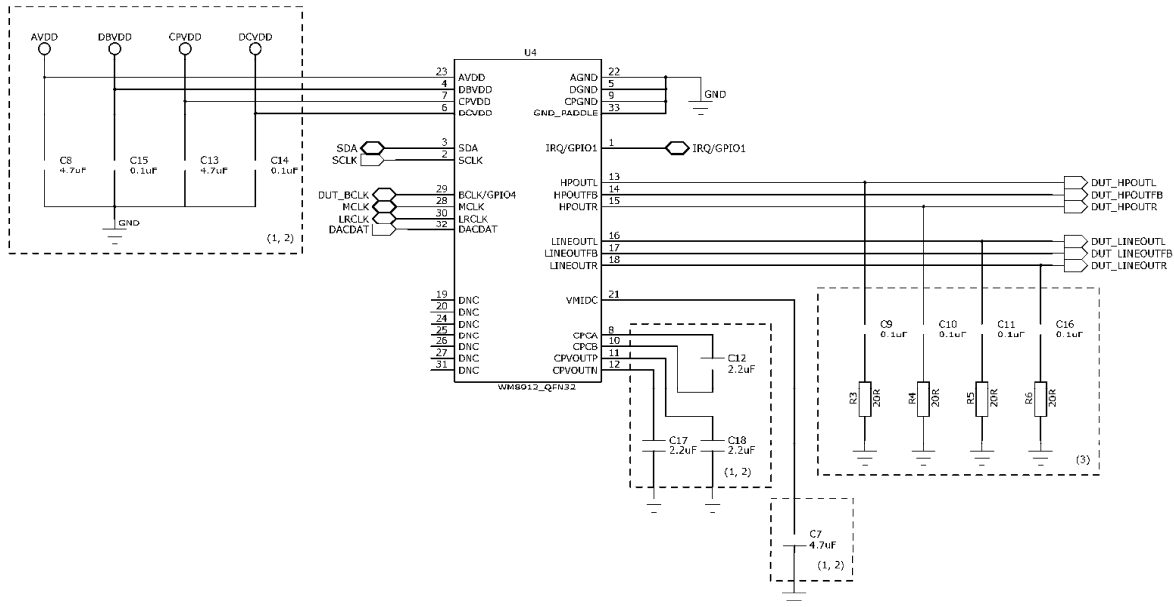 AVDD DBVDD CPVDD DCVDD
C8 4.7uF
C15 0.1uF
C13 4.7uF
C14 0.1uF
GND
(1, 2)
U4
23 AVDD
4 DBVDD
7 CPVDD
6 DCVDD
SDA 3 SDA
SCLK 2 SCLK
DUT_BCLK 29 BCLK/GPIO4
MCLK 28 MCLK
LRCLK 30 LRCLK
DACDAT 32 DACDAT
19 DNC
20 DNC
24 DNC
25 DNC
26 DNC
27 DNC
31 DNC
AGND 22
DGND 5
CPGND 9
GND_PADDLE 33
GND
IRQ/GPIO1 1 IRQ/GPIO1
HPOUTL 13 DUT_HPOUTL
HPOUTFB 14 DUT_HPOUTFB
HPOUTR 15 DUT_HPOUTR
LINEOUTL 16 DUT_LINEOUTL
LINEOUTFB 17 DUT_LINEOUTFB
LINEOUTR 18 DUT_LINEOUTR
VMIDC 21
CPCA 8
CPCB 10
CPVOUTP 11
CPVOUTN 12
WM8912_QFN32
C12
2.2uF
C17
2.2uF
C18
2.2uF
(1, 2)
C7
4.7uF
(1, 2)
C9
0.1uF
C10
0.1uF
C11
0.1uF
C16
0.1uF
R3 20R
R4 20R
R5 20R
R6 20R
(3)